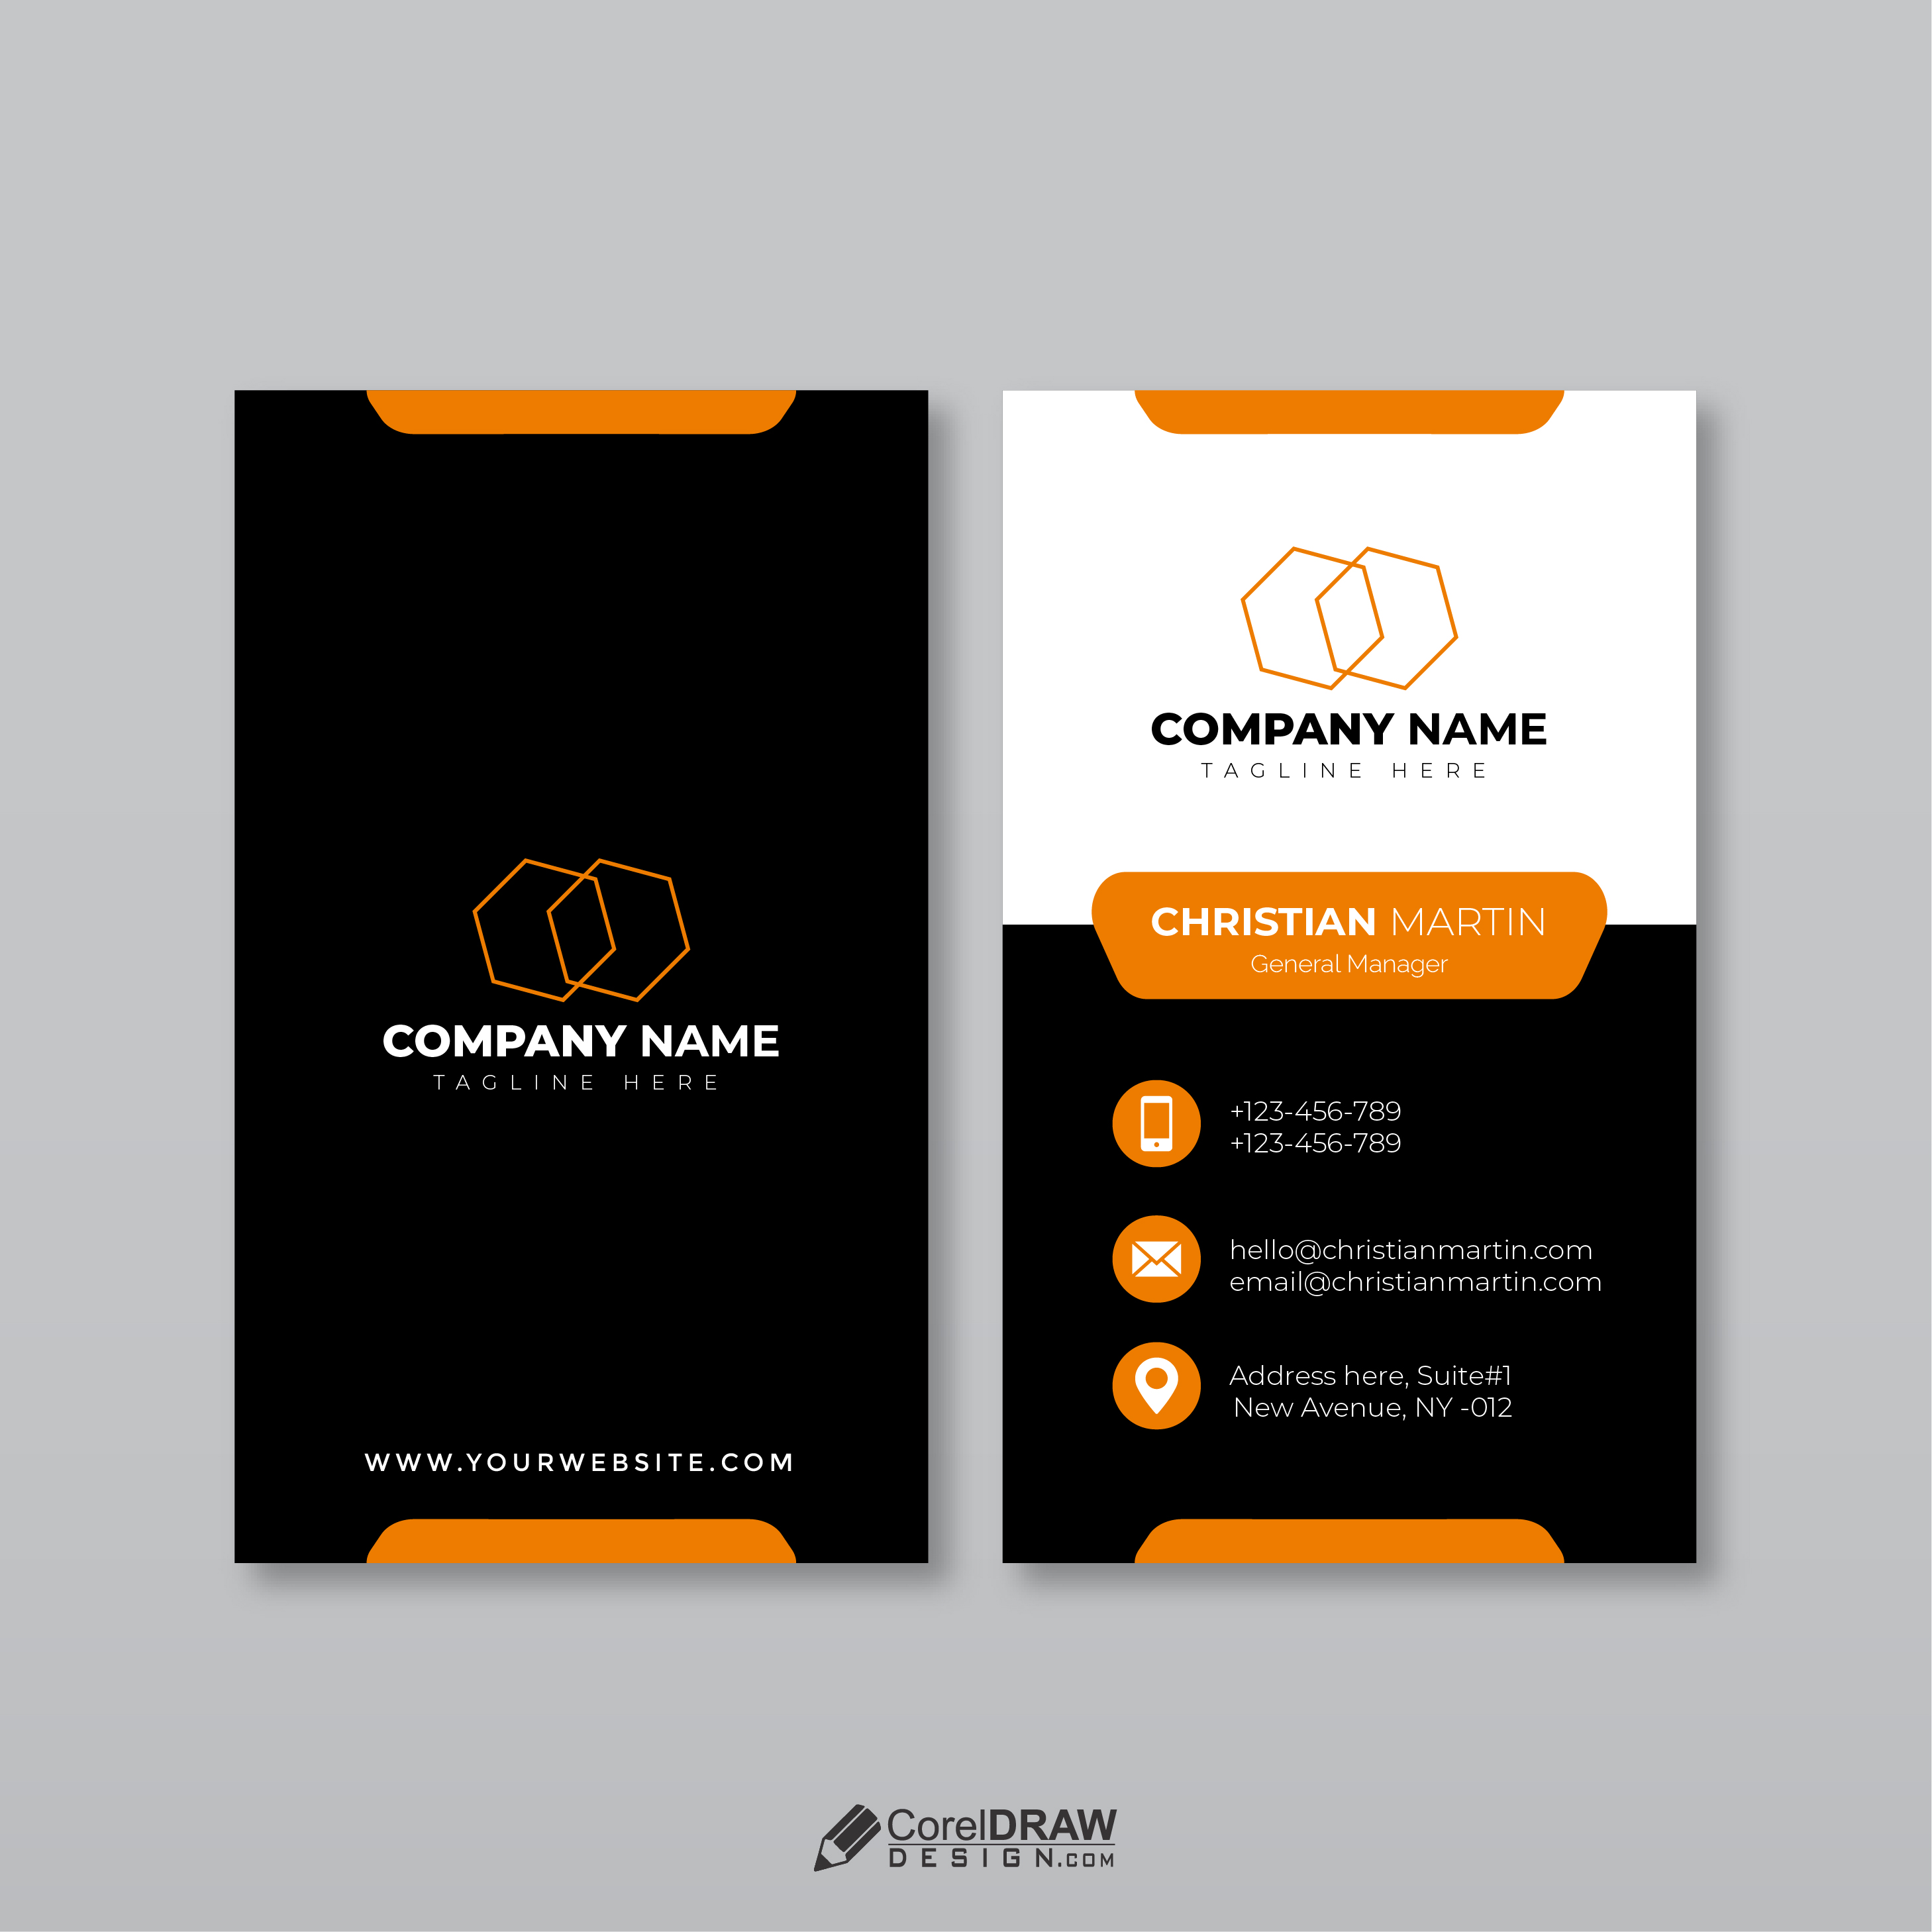 COMPANY NAME
TAGLINE HERE
WWW.YOURWEBSITE.COM
COMPANY NAME
TAGLINE HERE
CHRISTIAN MARTIN
General Manager
+123-456-789
+123-456-789
hello@christianmartin.com
email@christianmartin.com
Address here, Suite#1
New Avenue, NY -012
CorelDRAW
DESIGN.COM